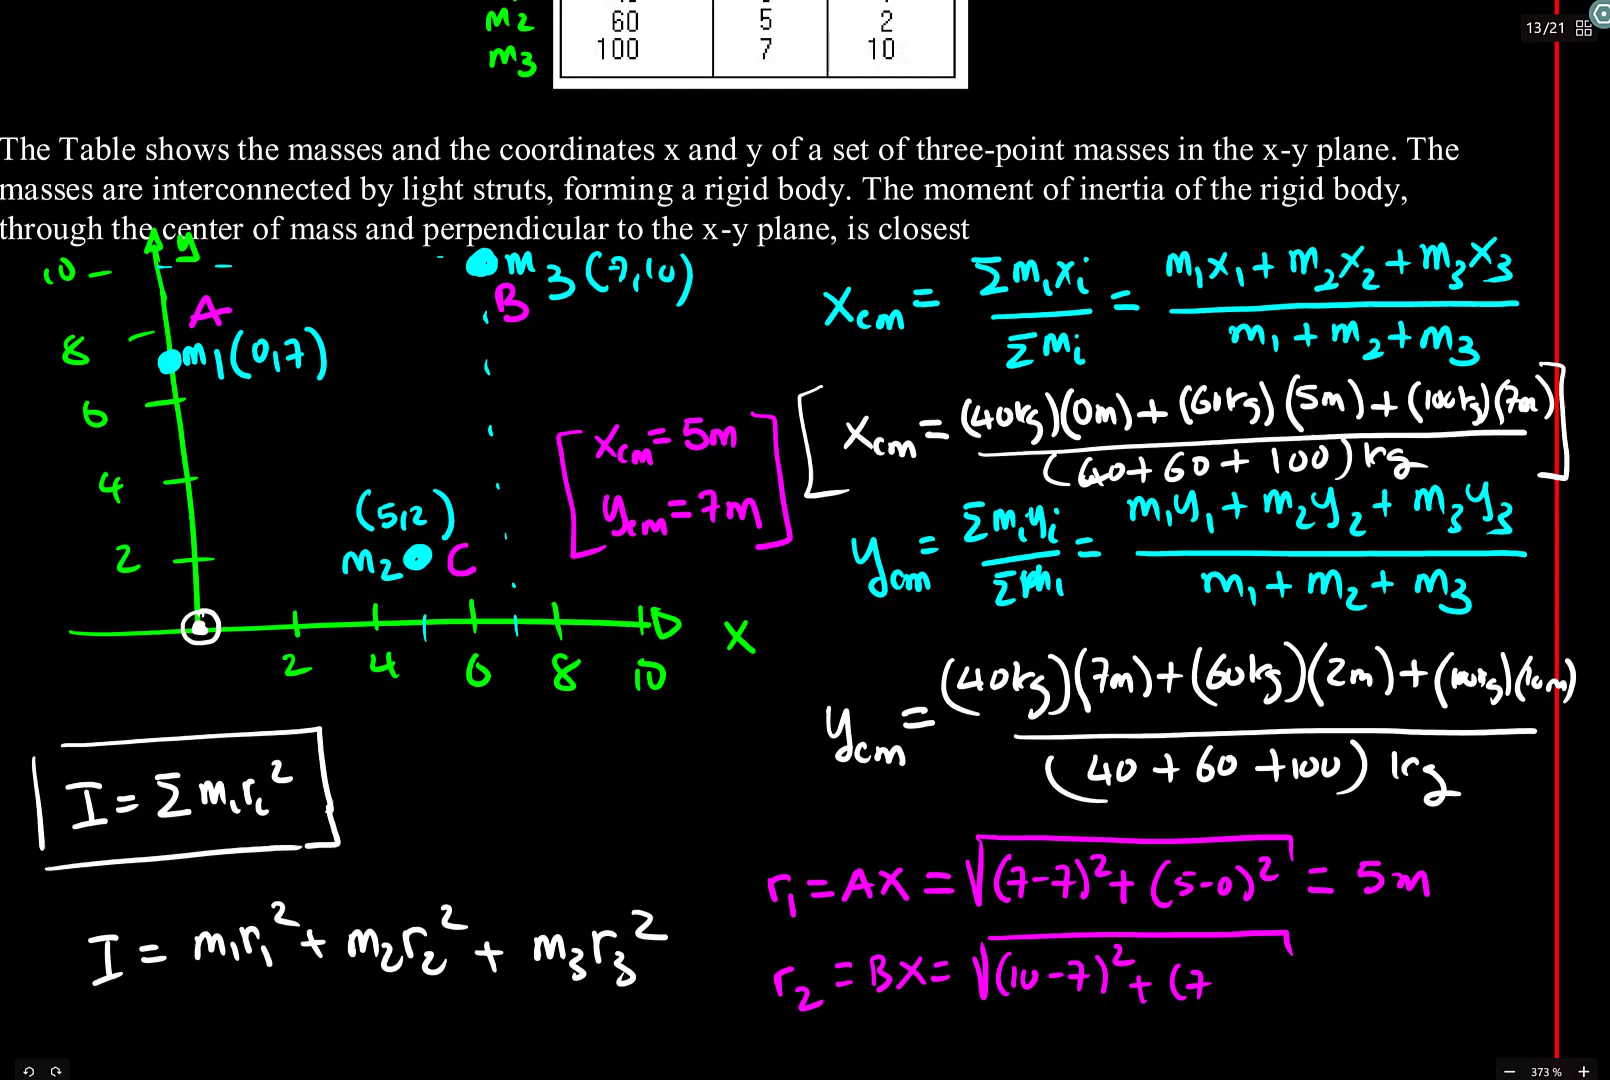 13/21
m2 60 5 2
m3 100 7 10
The Table shows the masses and the coordinates x and y of a set of three-point masses in the x-y plane. The
masses are interconnected by light struts, forming a rigid body. The moment of inertia of the rigid body,
through the center of mass and perpendicular to the x-y plane, is closest
y
10
A
m3 (7,10)
B
8
m1 (0,7)
6
4
2
(5,2)
m2 C
2 4 6 8 10 x
xcm = 5m
ycm = 7m
xcm = Σmixi / Σmi = m1x1 + m2x2 + m3x3 / m1 + m2 + m3
xcm = (40kg)(0m) + (60kg)(5m) + (100kg)(7m) / (40 + 60 + 100) kg
ycm = Σmiyi / Σmi = m1y1 + m2y2 + m3y3 / m1 + m2 + m3
ycm = (40kg)(7m) + (60kg)(2m) + (100kg)(10m) / (40 + 60 + 100) kg
I = Σmiri²
I = m1r1² + m2r2² + m3r3²
r1 = AX = √(7-7)² + (5-0)² = 5m
r2 = BX = √(10-7)² + (7
373 %